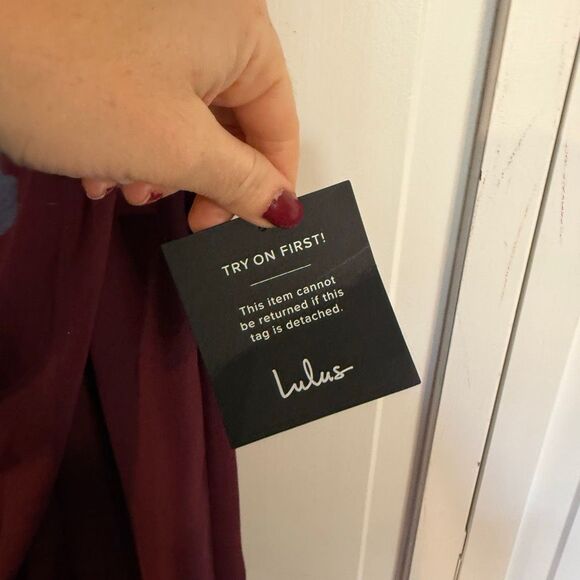 TRY ON FIRST!
This item cannot
be returned if this
tag is detached.
Lulus